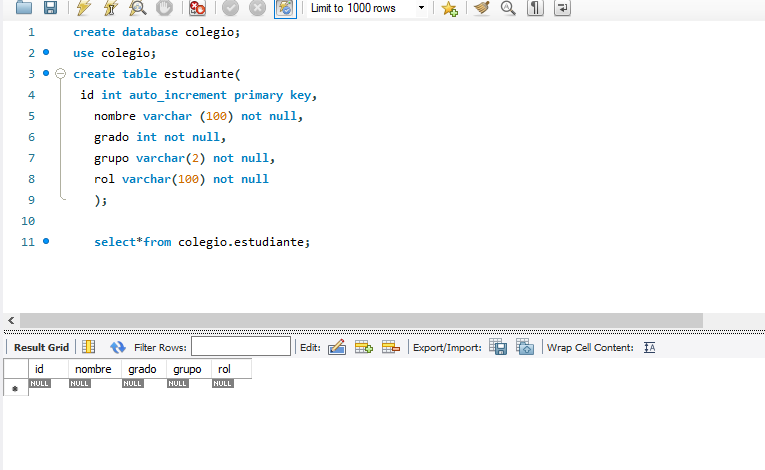 Limit to 1000 rows
1 create database colegio;
2 use colegio;
3 create table estudiante(
4 id int auto_increment primary key,
5 nombre varchar (100) not null,
6 grado int not null,
7 grupo varchar(2) not null,
8 rol varchar(100) not null
9 );
10
11 select*from colegio.estudiante;
Result Grid Filter Rows: Edit: Export/Import: Wrap Cell Content: IA
id nombre grado grupo rol
NULL NULL NULL NULL NULL